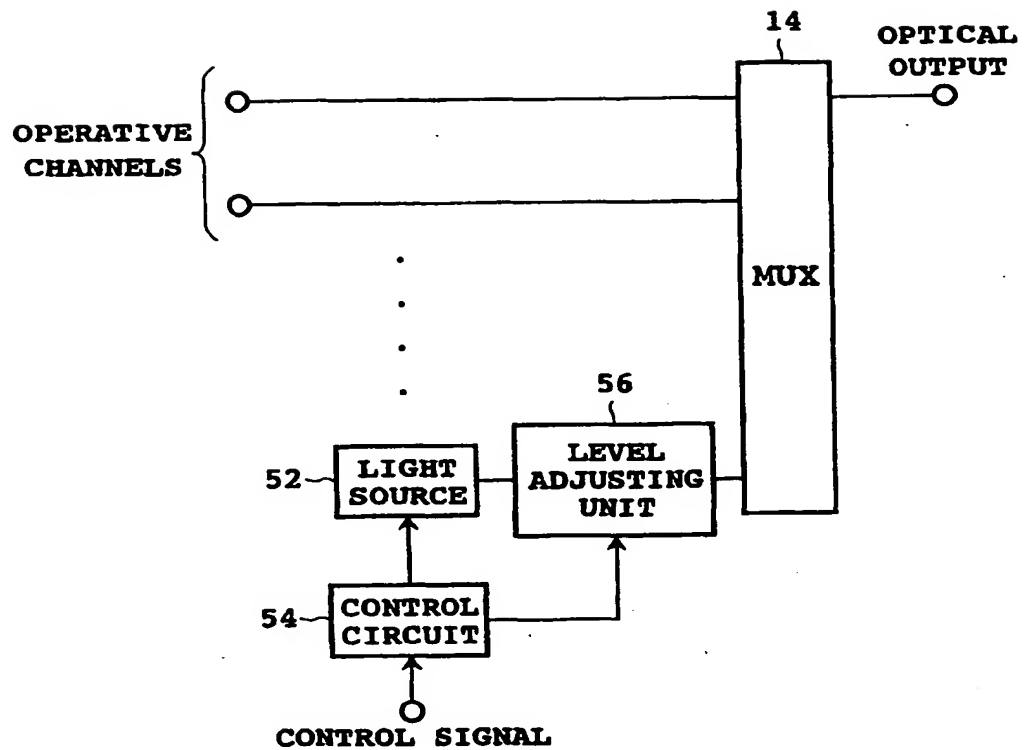 14
OPTICAL
OUTPUT
OPERATIVE
CHANNELS
MUX
56
52
LIGHT
SOURCE
LEVEL
ADJUSTING
UNIT
54
CONTROL
CIRCUIT
CONTROL SIGNAL